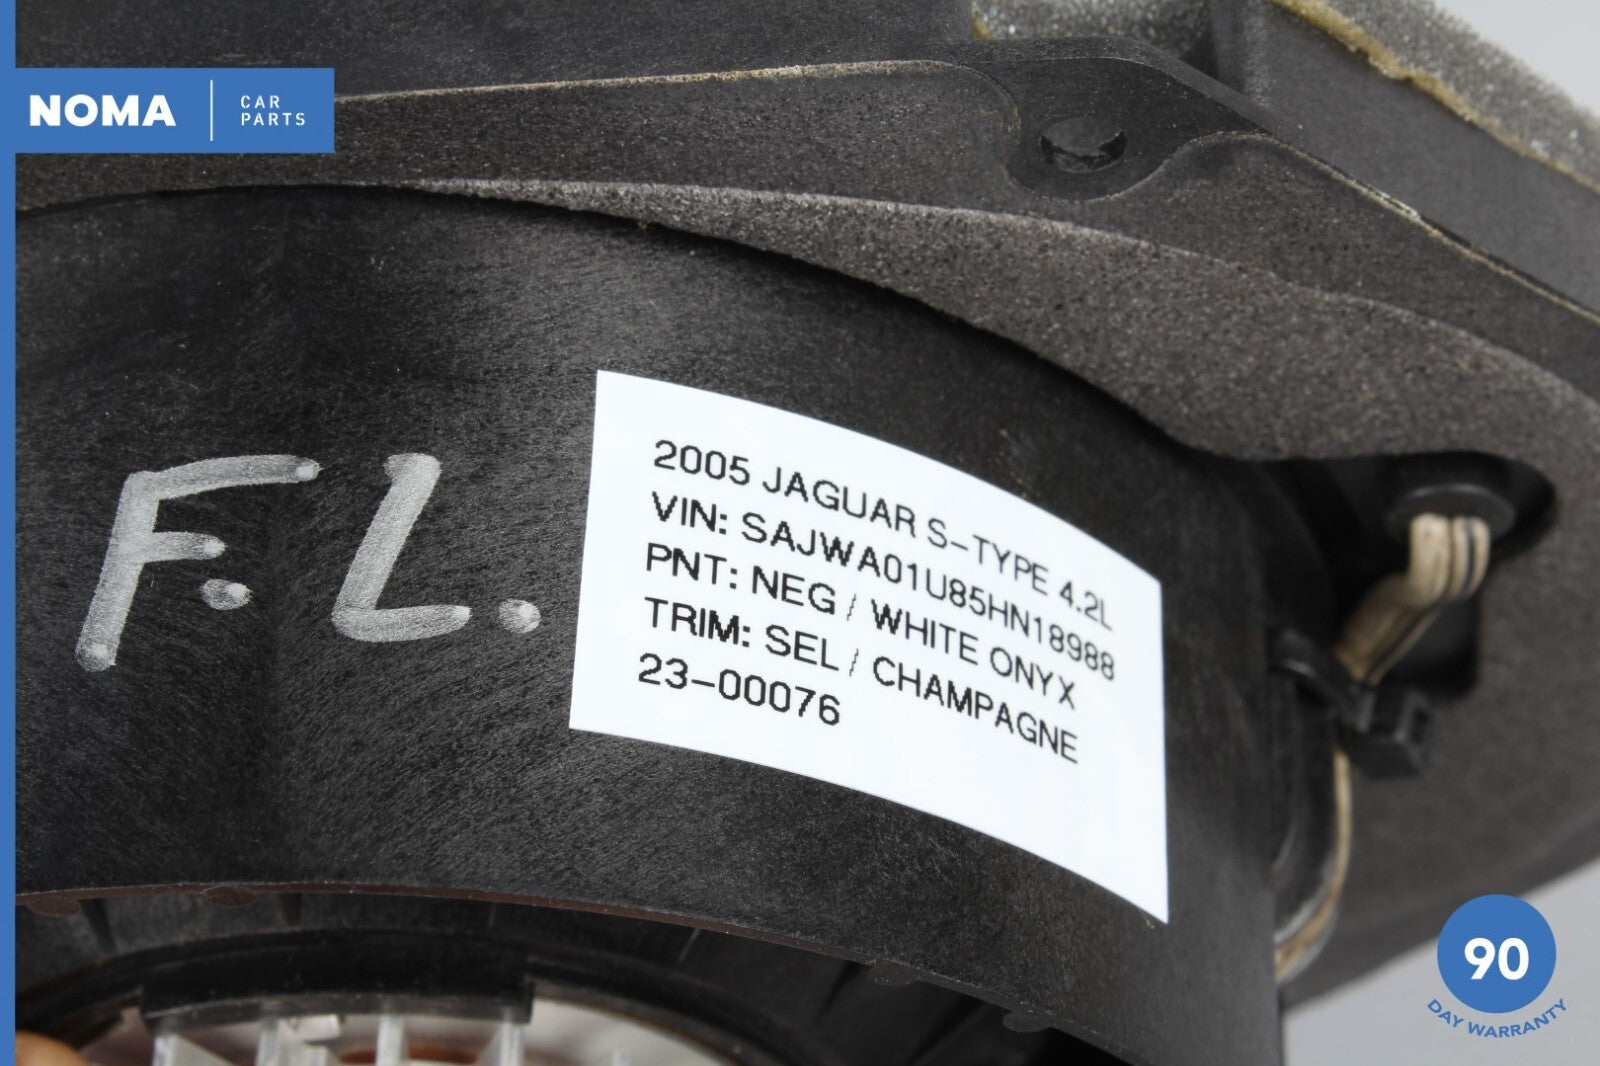 NOMA
CAR
PARTS
F.L.
2005 JAGUAR S-TYPE 4.2L
VIN: SAJWA01U85HN18988
PNT: NEG / WHITE ONYX
TRIM: SEL / CHAMPAGNE
23-00076
90
DAY WARRANTY